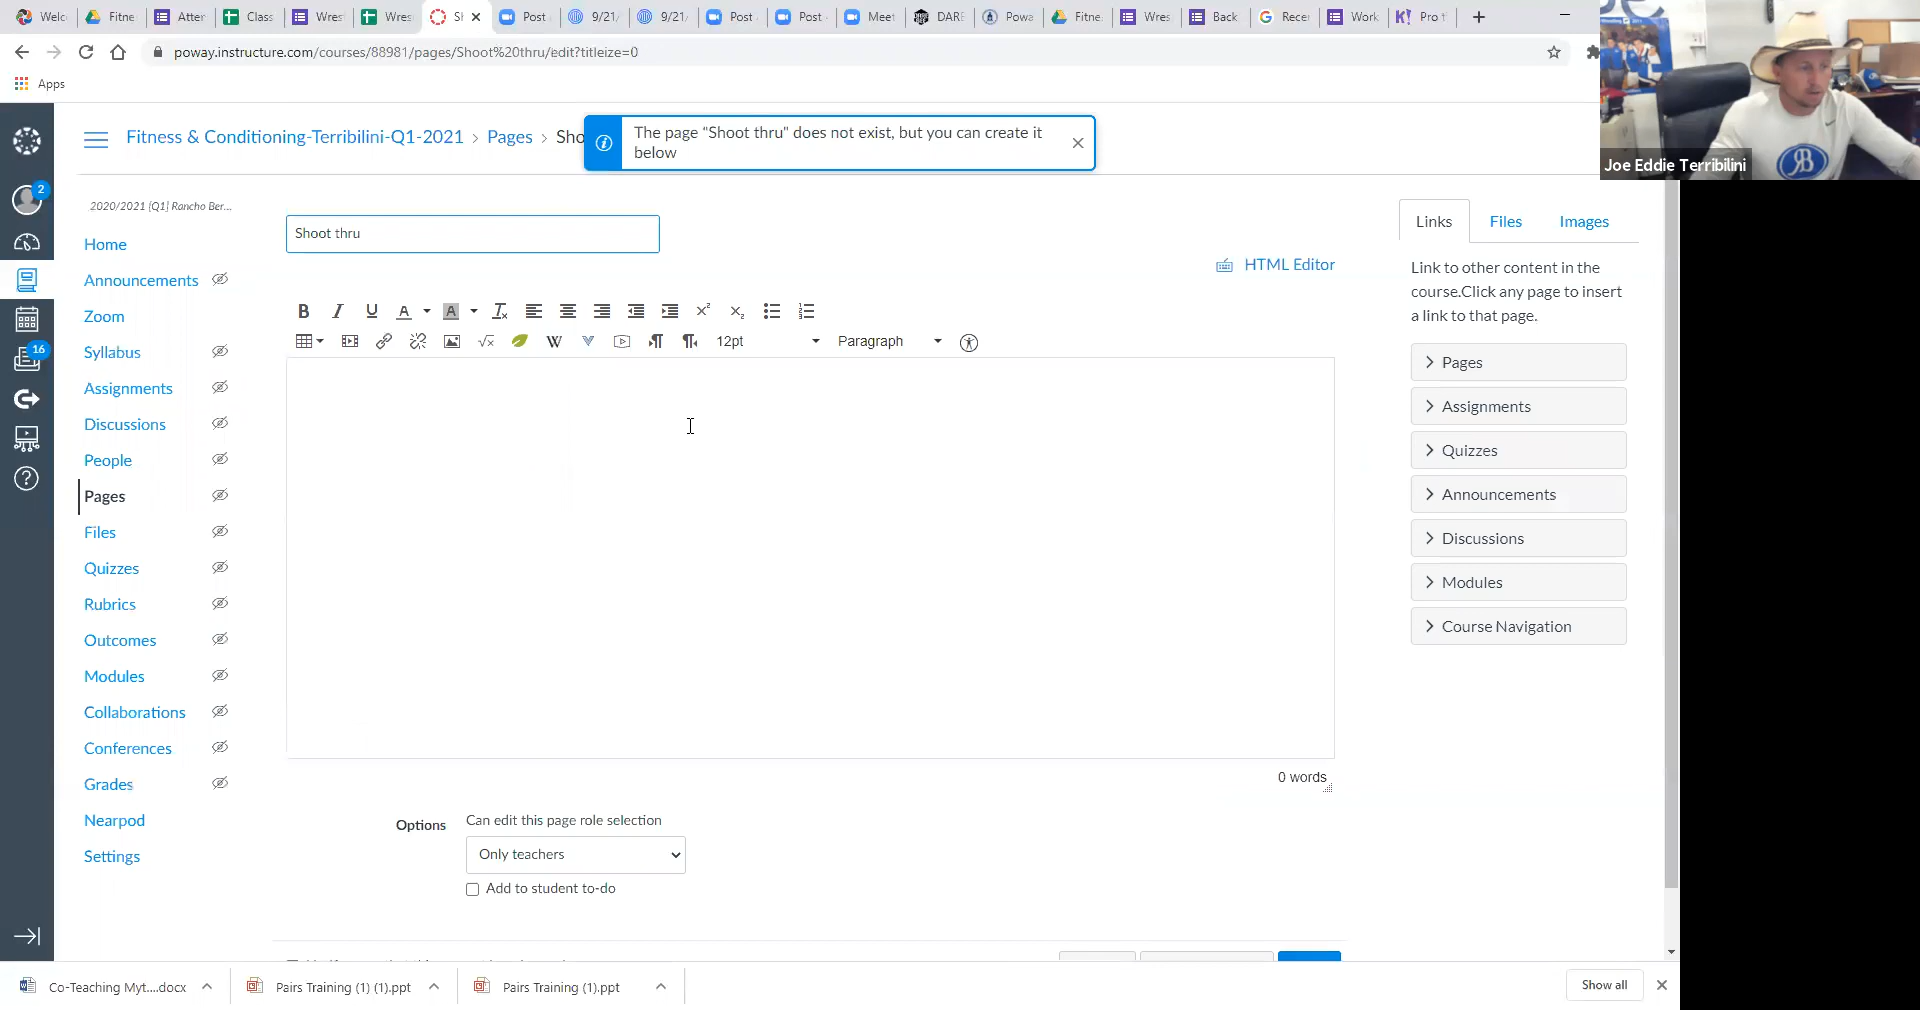 Welc
Fitne
Atter
Class
Wres
Wres
Sh
Post
9/21/
9/21/
Post
Post
Meet
DARE
Powa
Fitne
Wres
Back
Recer
Work
Pro t
poway.instructure.com/courses/88981/pages/Shoot%20thru/edit?titleize=0
Apps
Fitness & Conditioning-Terribilini-Q1-2021 > Pages > Sho
The page “Shoot thru” does not exist, but you can create it
below
Joe Eddie Terribilini
2
16
2020/2021 [Q1] Rancho Ber...
Home
Announcements
Zoom
Syllabus
Assignments
Discussions
People
Pages
Files
Quizzes
Rubrics
Outcomes
Modules
Collaborations
Conferences
Grades
Nearpod
Settings
Shoot thru
HTML Editor
12pt
Paragraph
0 words
Options
Can edit this page role selection
Only teachers
Add to student to-do
Links
Files
Images
Link to other content in the
course.Click any page to insert
a link to that page.
Pages
Assignments
Quizzes
Announcements
Discussions
Modules
Course Navigation
Co-Teaching Myt....docx
Pairs Training (1) (1).ppt
Pairs Training (1).ppt
Show all